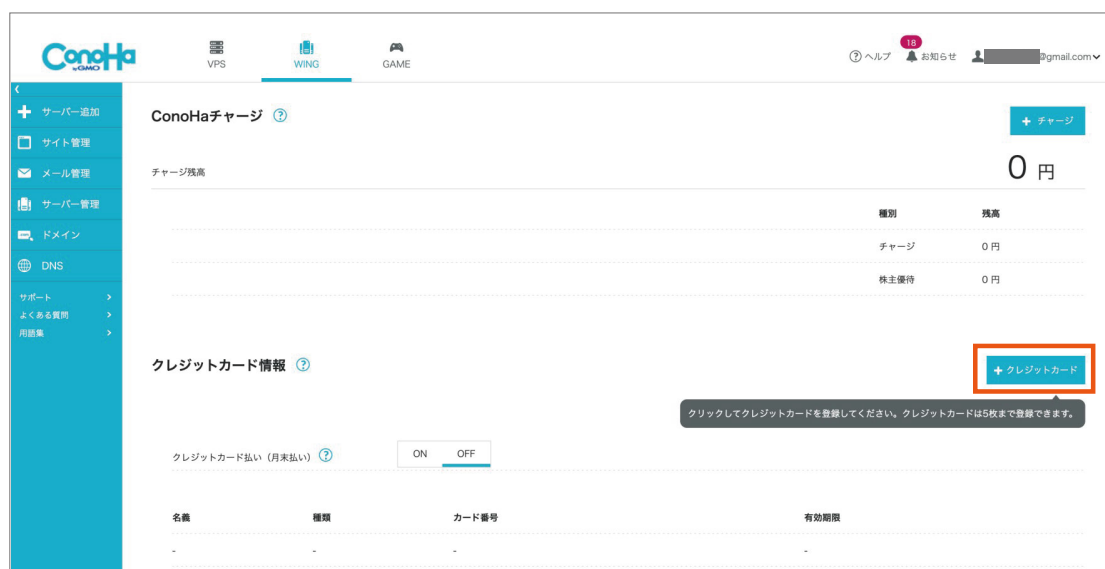 ConoHa
by GMO
VPS
WING
GAME
? ヘルプ
18
お知らせ
@gmail.com
サーバー追加
サイト管理
メール管理
サーバー管理
ドメイン
DNS
サポート
よくある質問
用語集
ConoHaチャージ ?
+ チャージ
チャージ残高
0 円
種別 残高
チャージ 0 円
株主優待 0 円
クレジットカード情報 ?
+ クレジットカード
クリックしてクレジットカードを登録してください。クレジットカードは5枚まで登録できます。
クレジットカード払い（月末払い） ? ON OFF
名義 種類 カード番号 有効期限
- - - -